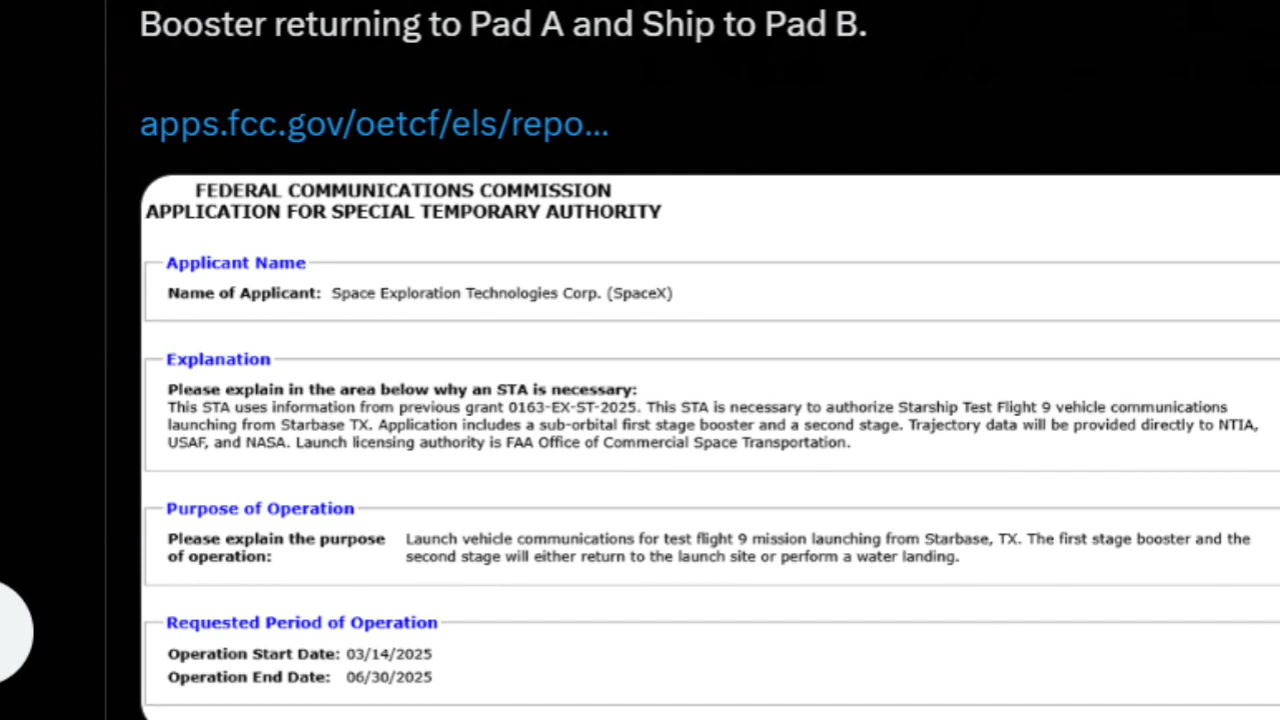 Booster returning to Pad A and Ship to Pad B.
apps.fcc.gov/oetcf/els/repo...
FEDERAL COMMUNICATIONS COMMISSION
APPLICATION FOR SPECIAL TEMPORARY AUTHORITY
Applicant Name
Name of Applicant: Space Exploration Technologies Corp. (SpaceX)
Explanation
Please explain in the area below why an STA is necessary:
This STA uses information from previous grant 0163-EX-ST-2025. This STA is necessary to authorize Starship Test Flight 9 vehicle communications
launching from Starbase TX. Application includes a sub-orbital first stage booster and a second stage. Trajectory data will be provided directly to NTIA,
USAF, and NASA. Launch licensing authority is FAA Office of Commercial Space Transportation.
Purpose of Operation
Please explain the purpose Launch vehicle communications for test flight 9 mission launching from Starbase, TX. The first stage booster and the
of operation: second stage will either return to the launch site or perform a water landing.
Requested Period of Operation
Operation Start Date: 03/14/2025
Operation End Date: 06/30/2025